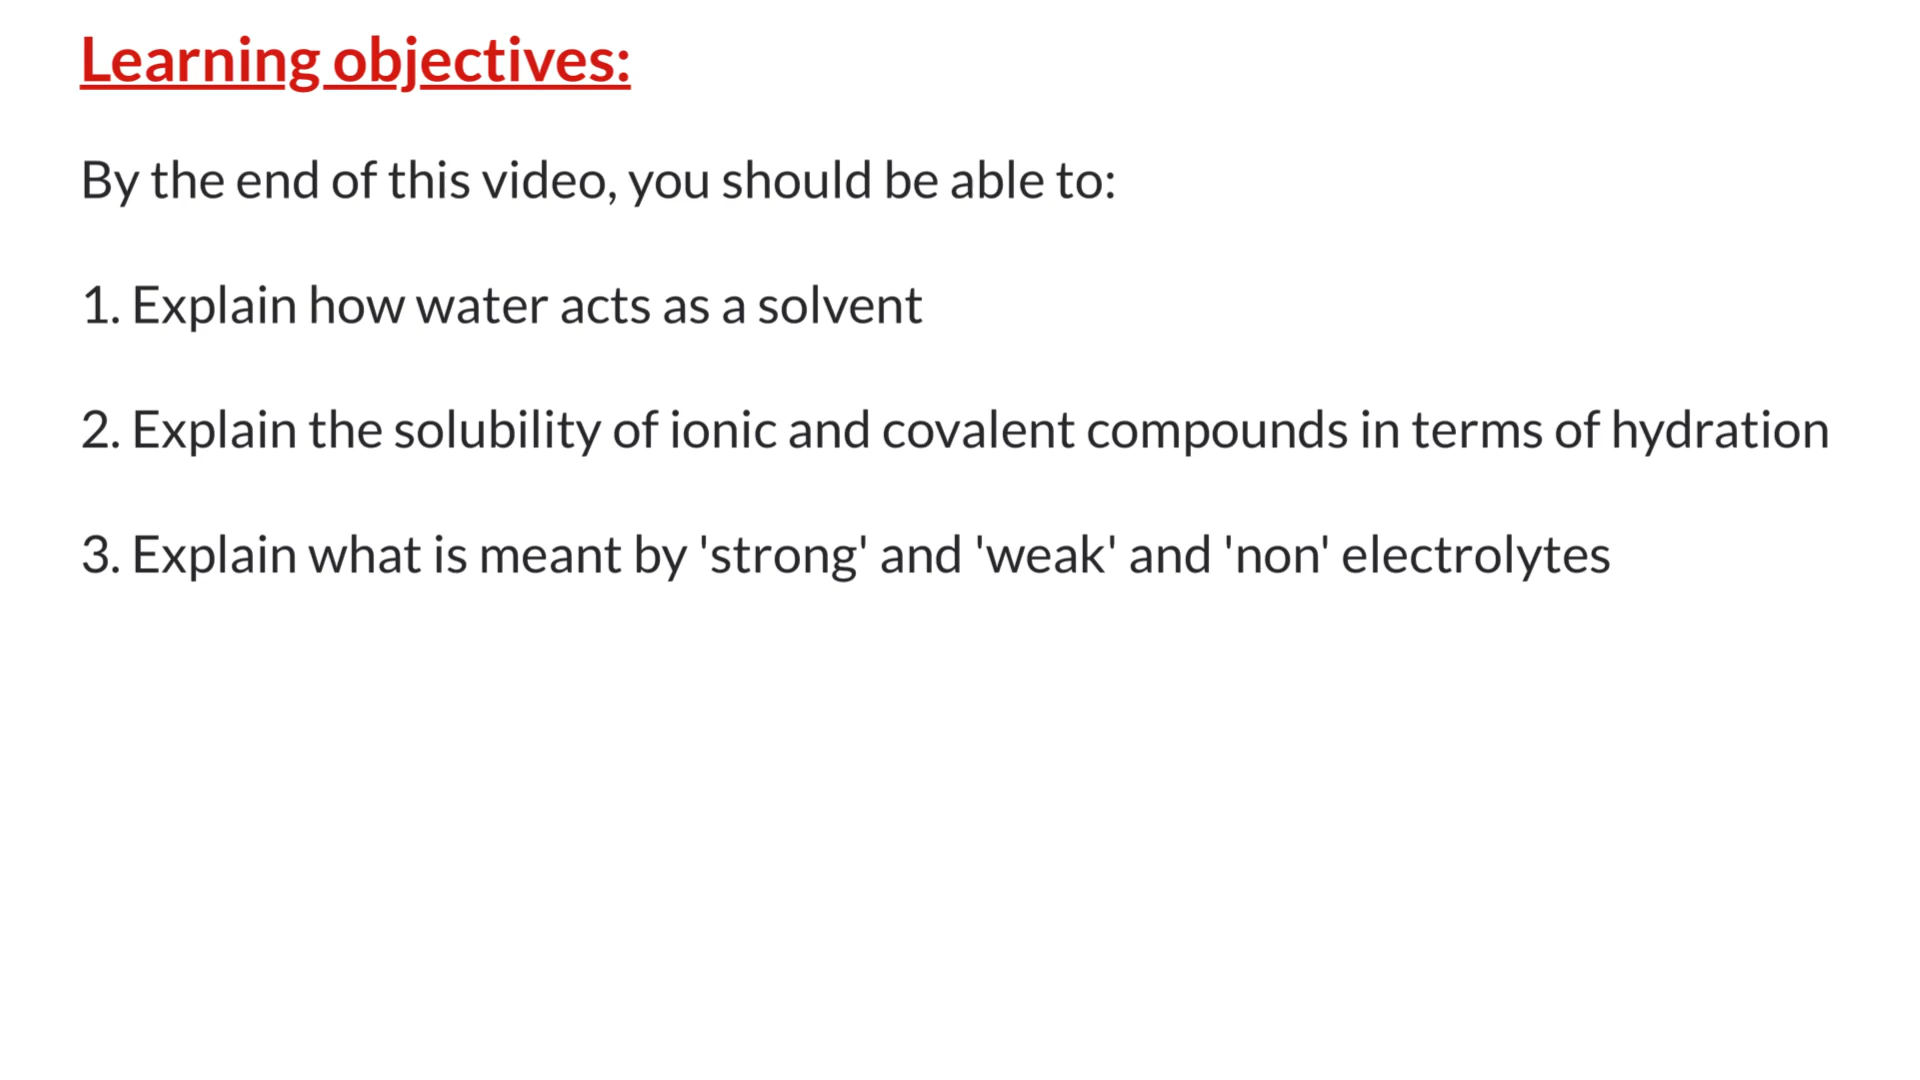 Learning objectives:
By the end of this video, you should be able to:
1. Explain how water acts as a solvent
2. Explain the solubility of ionic and covalent compounds in terms of hydration
3. Explain what is meant by 'strong' and 'weak' and 'non' electrolytes